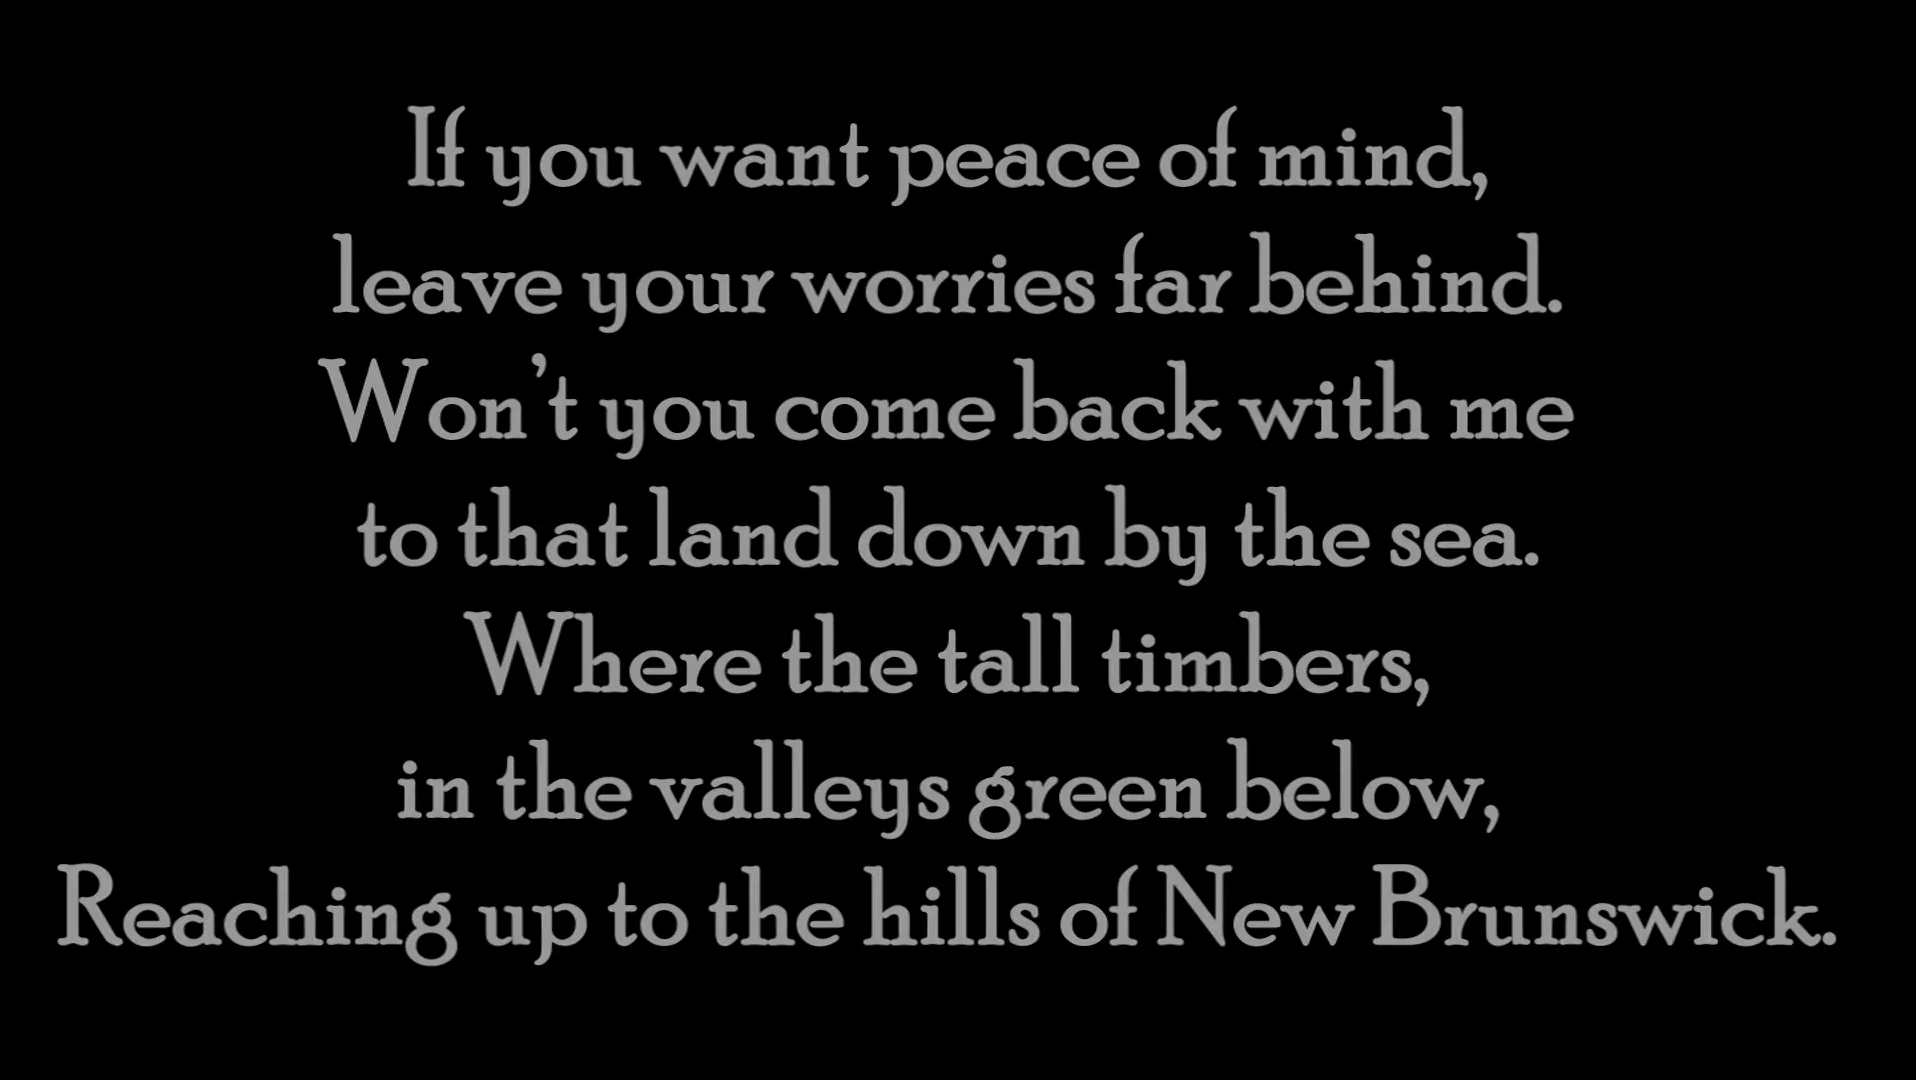 If you want peace of mind,
leave your worries far behind.
Won't you come back with me
to that land down by the sea.
Where the tall timbers,
in the valleys green below,
Reaching up to the hills of New Brunswick.